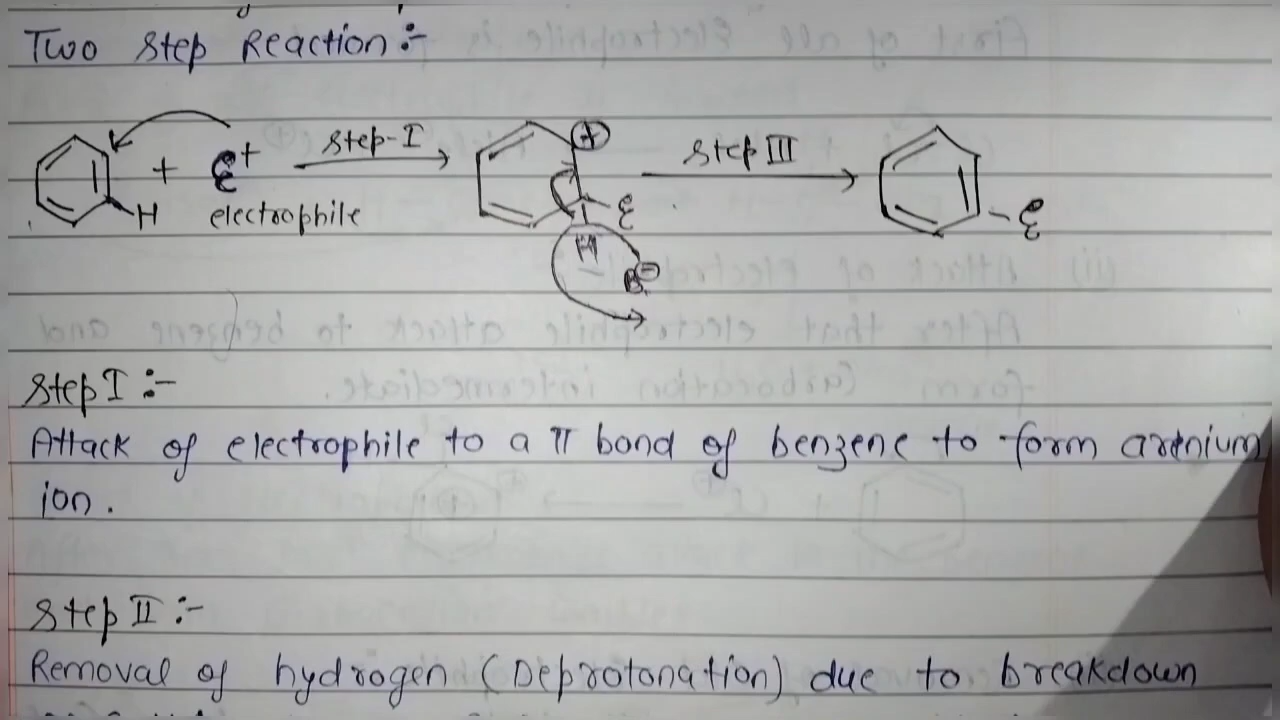 Two Step Reaction:-
+ E+ Step-I + Step III
H electrophile E H B⊖ E
Step I :-
Attack of electrophile to a π bond of benzene to form arenium
ion.
Step II :-
Removal of hydrogen (Deprotonation) due to breakdown